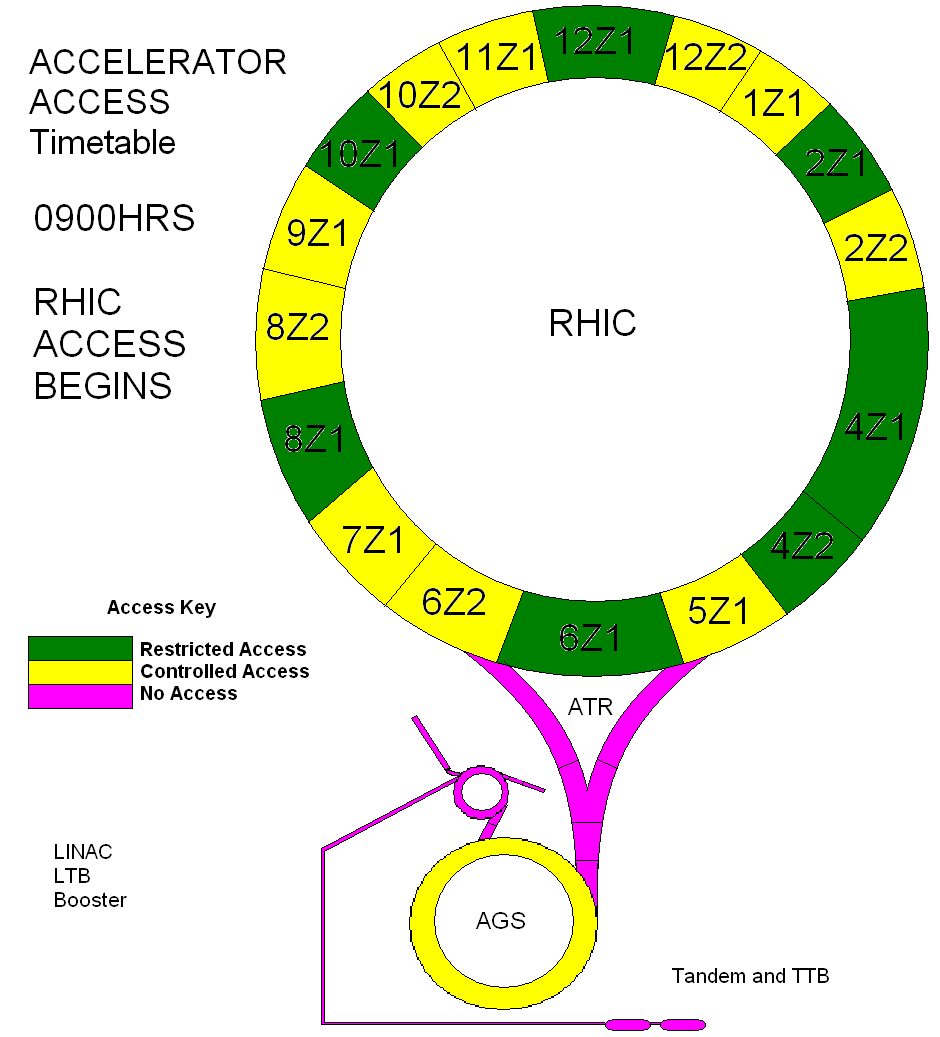 ACCELERATOR
ACCESS
Timetable
0900HRS
RHIC
ACCESS
BEGINS
12Z1
12Z2
1Z1
2Z1
2Z2
4Z1
4Z2
5Z1
6Z1
6Z2
7Z1
8Z1
8Z2
9Z1
10Z1
10Z2
11Z1
RHIC
Access Key
Restricted Access
Controlled Access
No Access
ATR
LINAC
LTB
Booster
AGS
Tandem and TTB